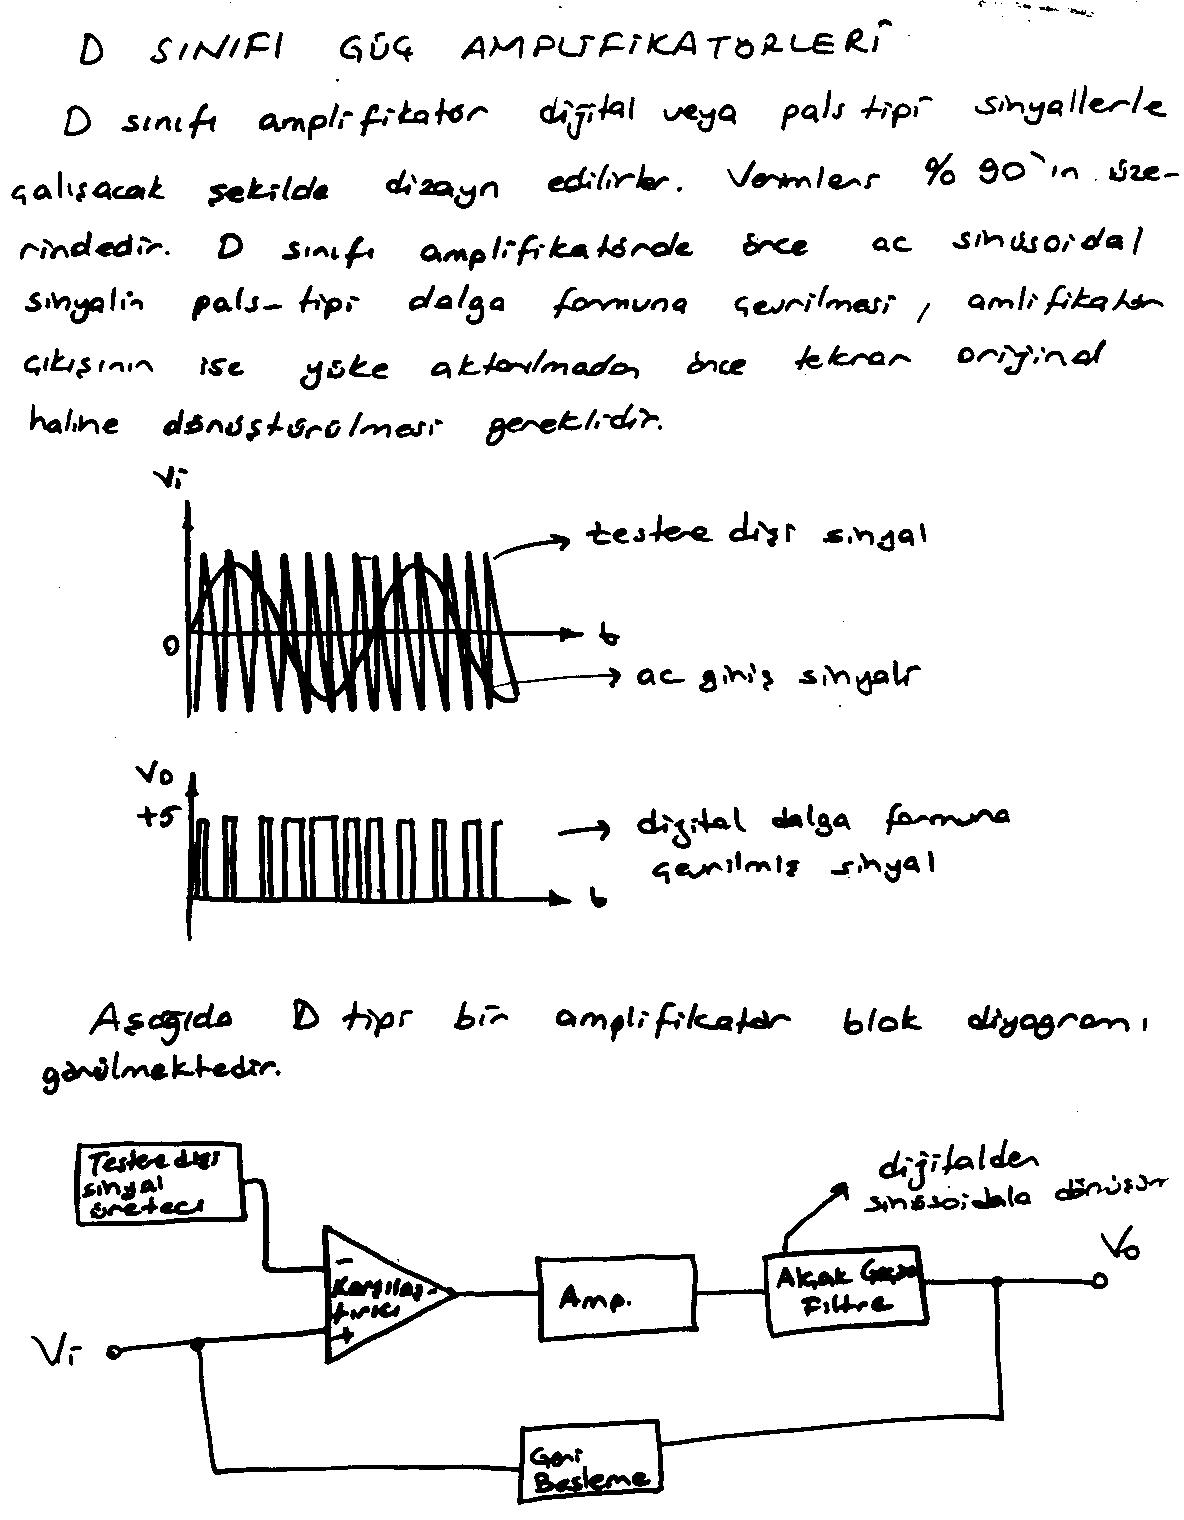 D SINIFI GÜÇ AMPLİFİKATÖRLERİ
D sınıfı amplifikatör dijital veya pals tipi sinyallerle
çalışacak şekilde dizayn edilirler. Verimleri % 90'ın üze-
rindedir. D sınıfı amplifikatörde önce ac sinüsoidal
sinyalin pals-tipi dalga formuna çevrilmesi, amlifikatör
çıkışının ise yüke aktarılmadan önce tekrar orijinal
haline dönüştürülmesi gereklidir.
Vi
testere dişi sinyal
0
t
ac giriş sinyali
Vo
+5
dijital dalga formuna
çevrilmiş sinyal
t
Aşağıda D tipi bir amplifikatör blok diyagramı
görülmektedir.
Testere dişi
sinyal
üreteci
dijitalden
sinüsoidale dönüşür
Vo
-
Karşılaş-
tırıcı
+
Amp.
Alçak Geçen
Filtre
Vi
Geri
Besleme